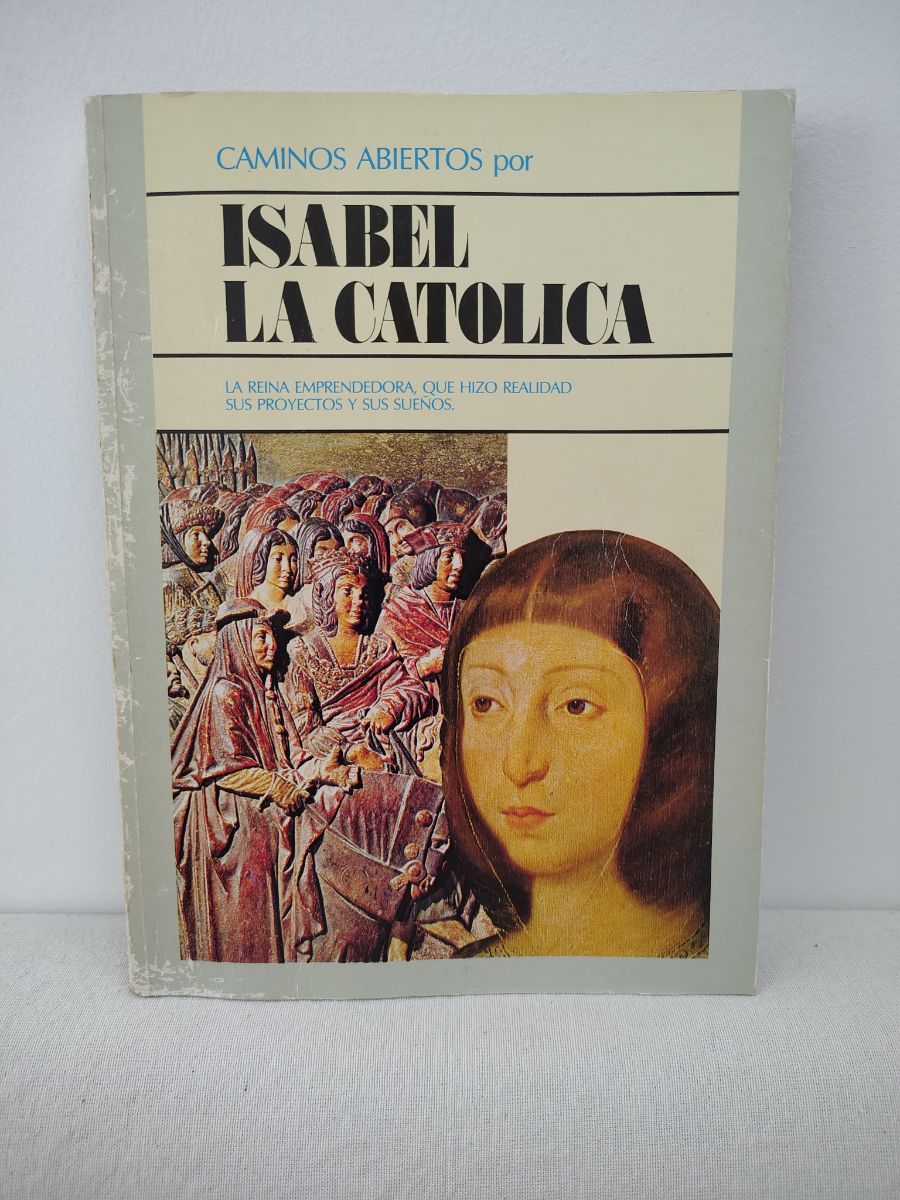 CAMINOS ABIERTOS por
ISABEL
LA CATOLICA
LA REINA EMPRENDEDORA, QUE HIZO REALIDAD
SUS PROYECTOS Y SUS SUEÑOS.